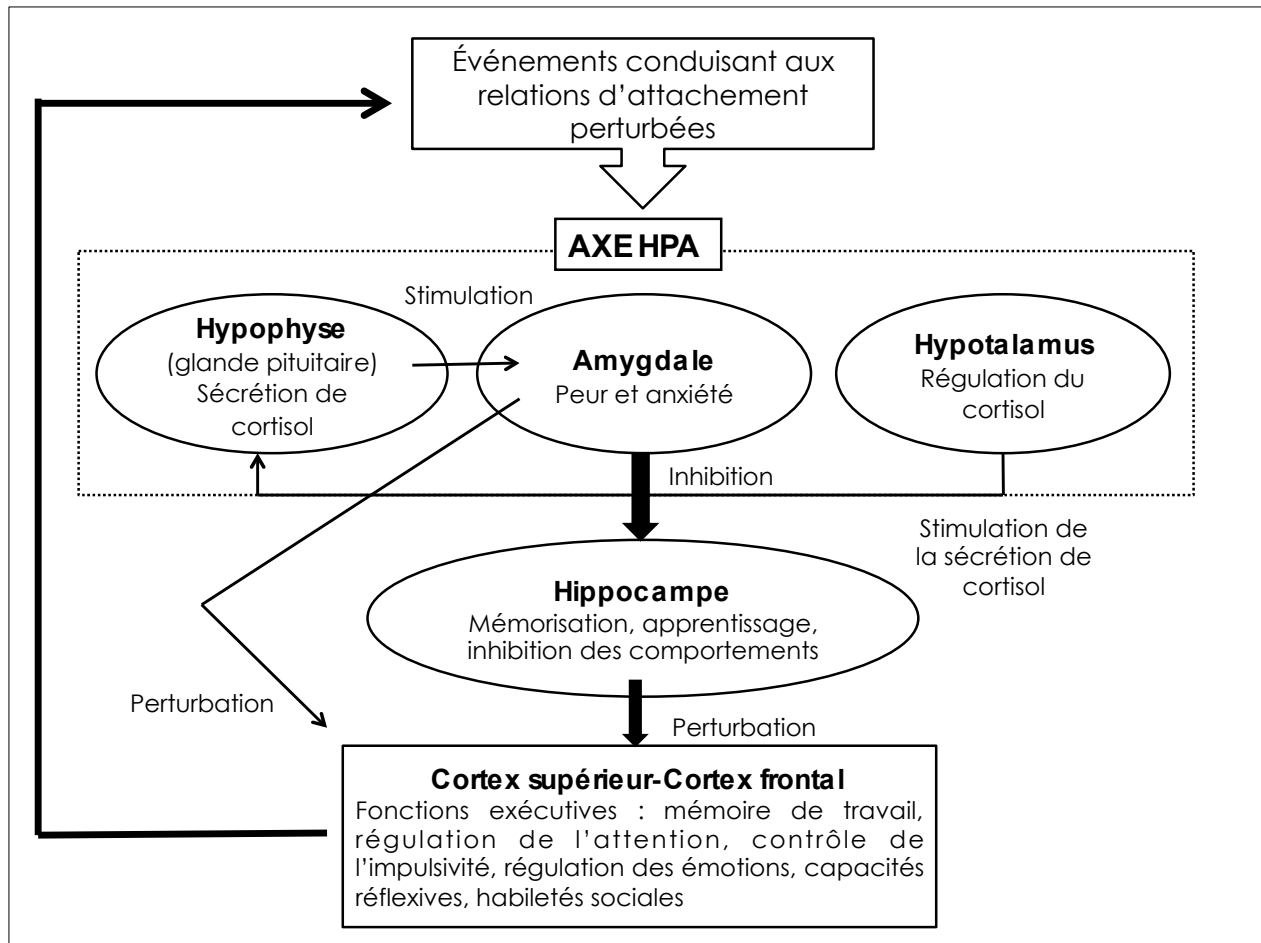 Événements conduisant aux
relations d'attachement
perturbées
AXE HPA
Stimulation
Hypophyse
(glande pituitaire)
Sécrétion de
cortisol
Amygdale
Peur et anxiété
Hypotalamus
Régulation du
cortisol
Inhibition
Stimulation de
la sécrétion de
cortisol
Hippocampe
Mémorisation, apprentissage,
inhibition des comportements
Perturbation
Perturbation
Cortex supérieur-Cortex frontal
Fonctions exécutives : mémoire de travail,
régulation de l'attention, contrôle de
l'impulsivité, régulation des émotions, capacités
réflexives, habiletés sociales